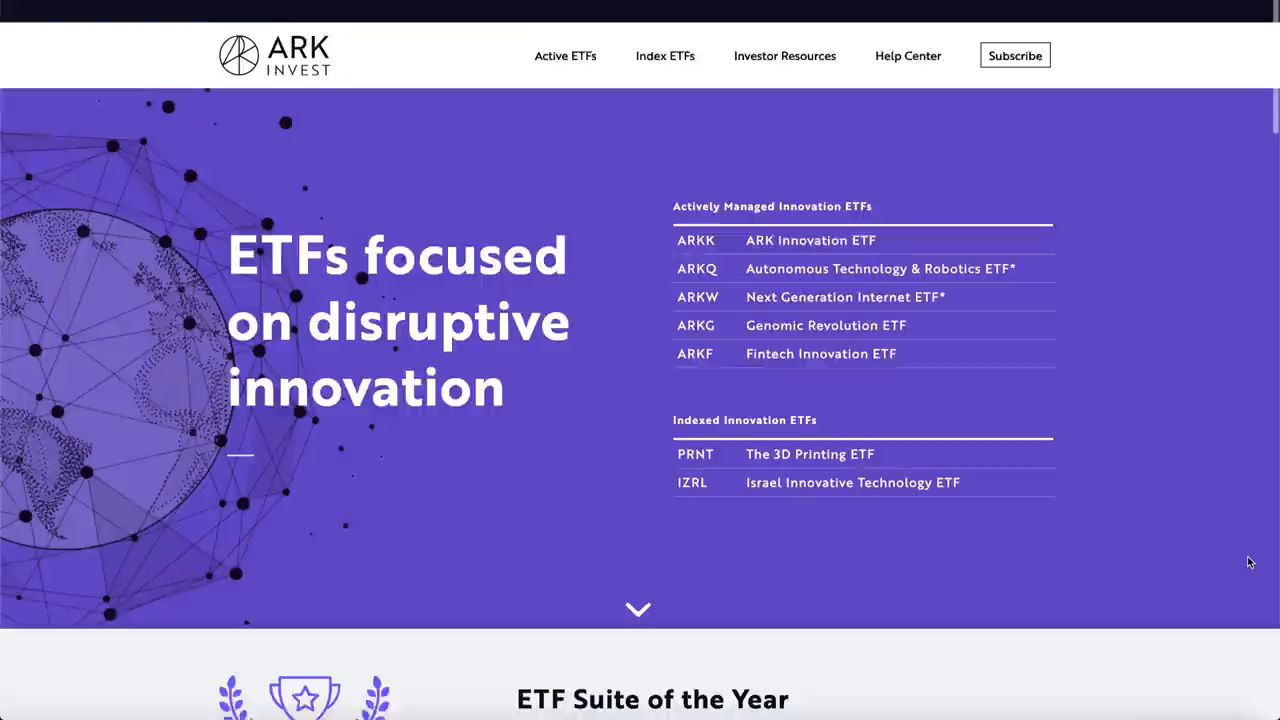 ARK
INVEST
Active ETFs
Index ETFs
Investor Resources
Help Center
Subscribe
ETFs focused
on disruptive
innovation
Actively Managed Innovation ETFs
ARKK ARK Innovation ETF
ARKQ Autonomous Technology & Robotics ETF*
ARKW Next Generation Internet ETF*
ARKG Genomic Revolution ETF
ARKF Fintech Innovation ETF
Indexed Innovation ETFs
PRNT The 3D Printing ETF
IZRL Israel Innovative Technology ETF
ETF Suite of the Year